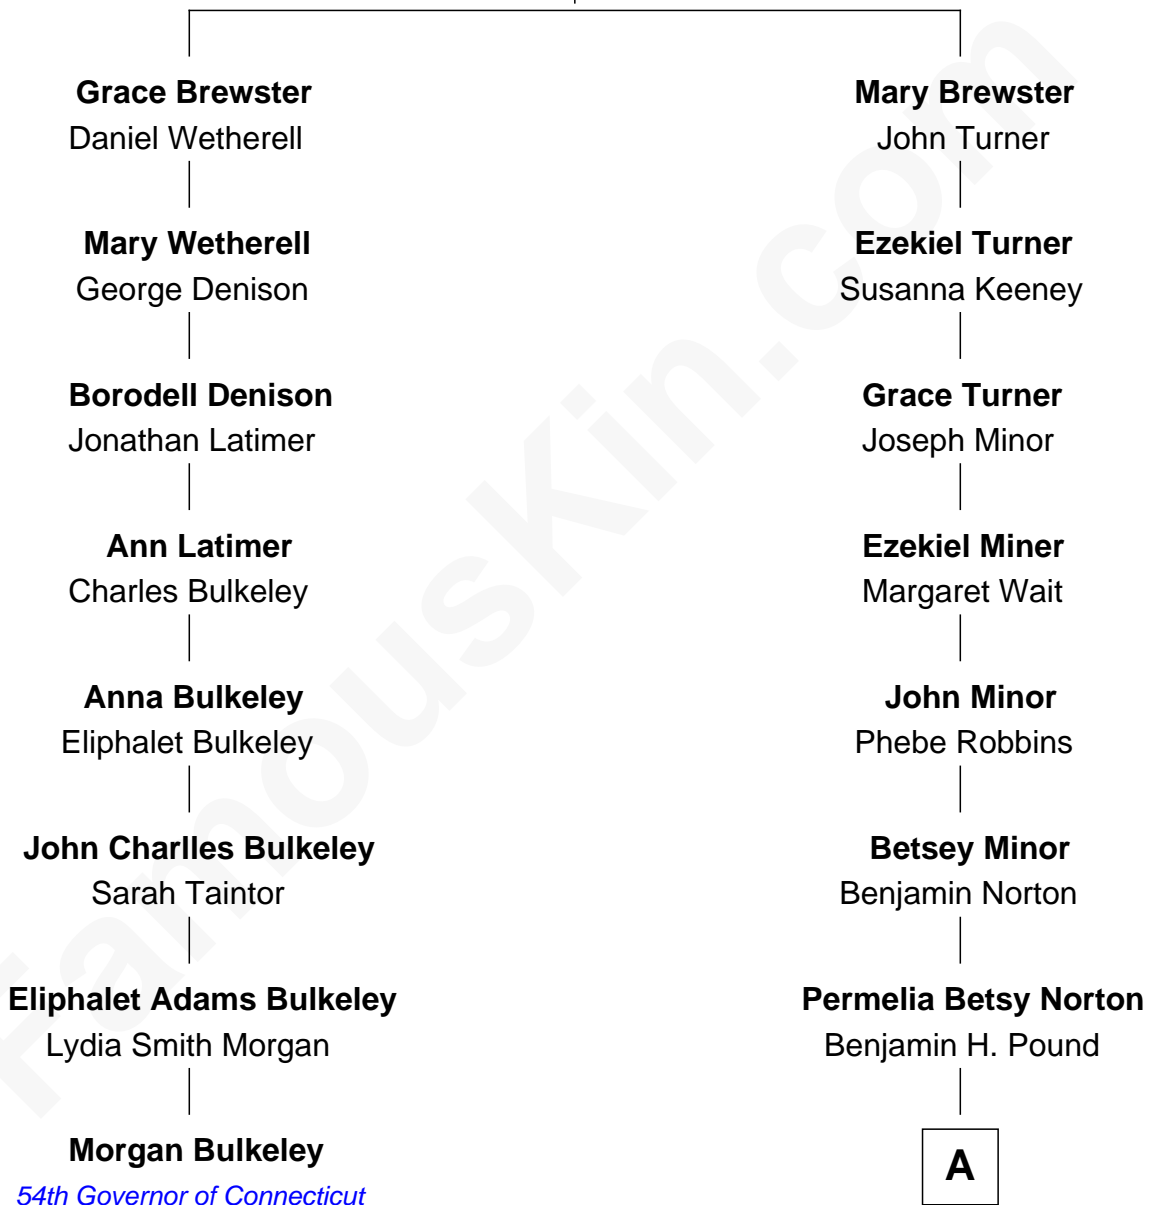 Grace Brewster
Daniel Wetherell
Mary Wetherell
George Denison
Borodell Denison
Jonathan Latimer
Ann Latimer
Charles Bulkeley
Anna Bulkeley
Eliphalet Bulkeley
John Charlles Bulkeley
Sarah Taintor
Eliphalet Adams Bulkeley
Lydia Smith Morgan
Morgan Bulkeley
54th Governor of Connecticut
Mary Brewster
John Turner
Ezekiel Turner
Susanna Keeney
Grace Turner
Joseph Minor
Ezekiel Miner
Margaret Wait
John Minor
Phebe Robbins
Betsey Minor
Benjamin Norton
Permelia Betsy Norton
Benjamin H. Pound
A
FamousKin.com